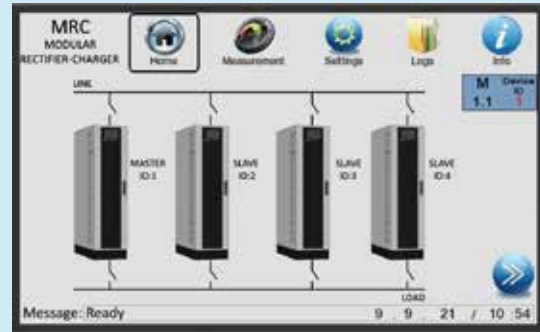 MRC
MODULAR
RECTIFIER-CHARGER
Home
Measurement
Settings
Logs
Info
LINE
M
1.1
Device
ID
1
MASTER
ID:1
SLAVE
ID:2
SLAVE
ID:3
SLAVE
ID:4
LOAD
Message: Ready
9 . 9 . 21 / 10 :54